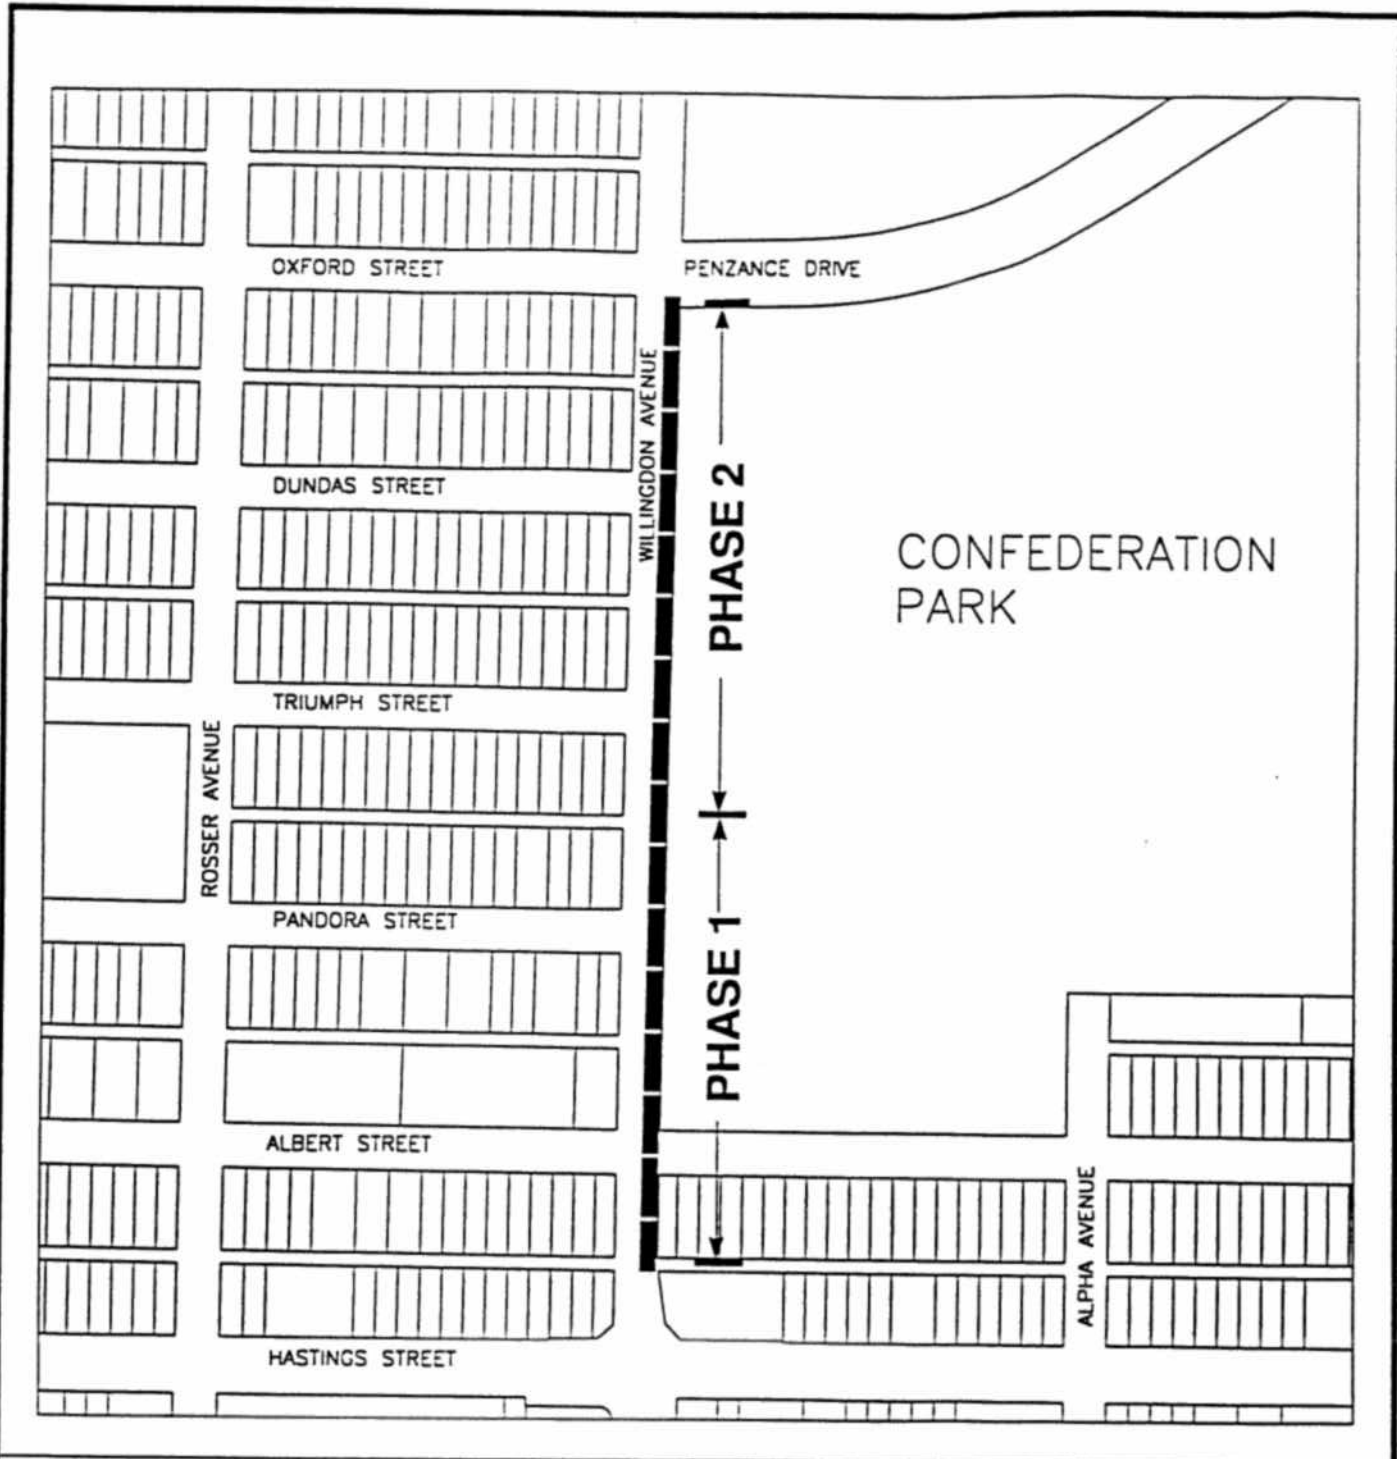 OXFORD STREET
PENZANCE DRIVE
WILLINGDON AVENUE
DUNDAS STREET
PHASE 2
CONFEDERATION
PARK
TRIUMPH STREET
ROSSER AVENUE
PANDORA STREET
PHASE 1
ALBERT STREET
ALPHA AVENUE
HASTINGS STREET